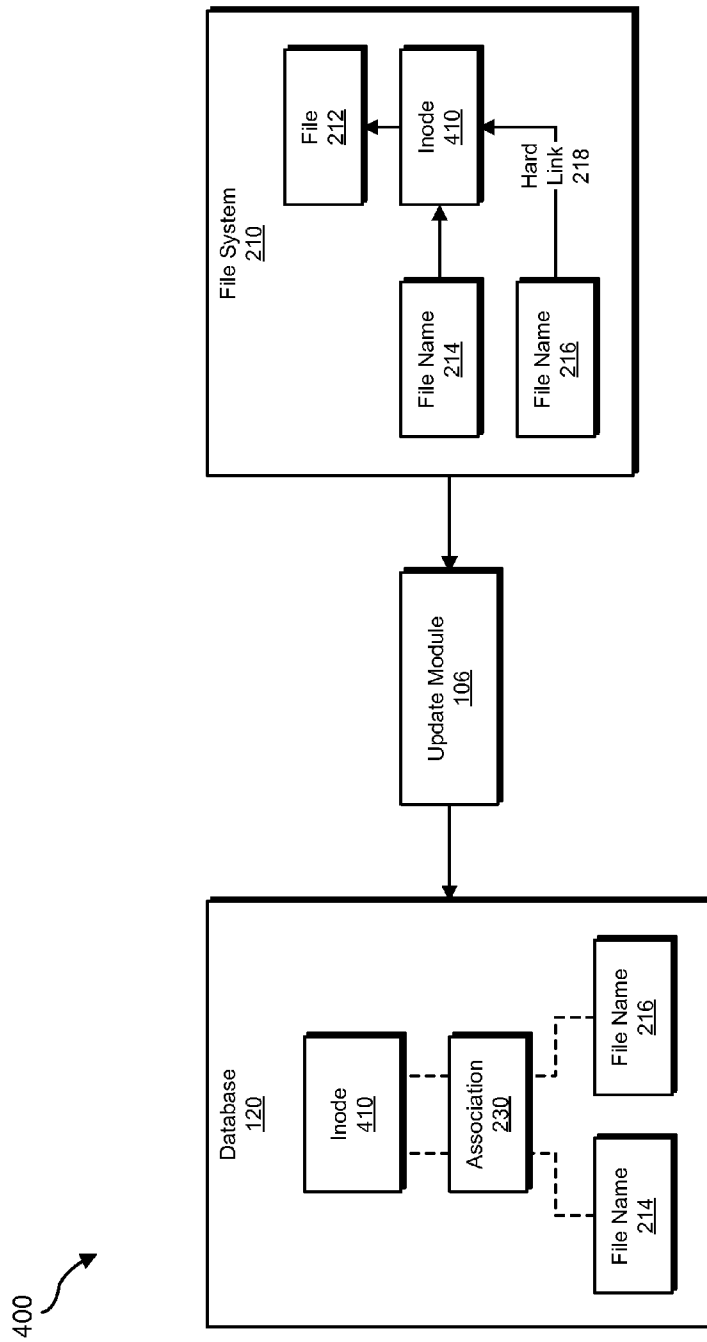 400
Database
120
Inode
410
Association
230
File Name
214
File Name
216
Update Module
106
File System
210
File
212
Inode
410
File Name
214
File Name
216
Hard
Link
218